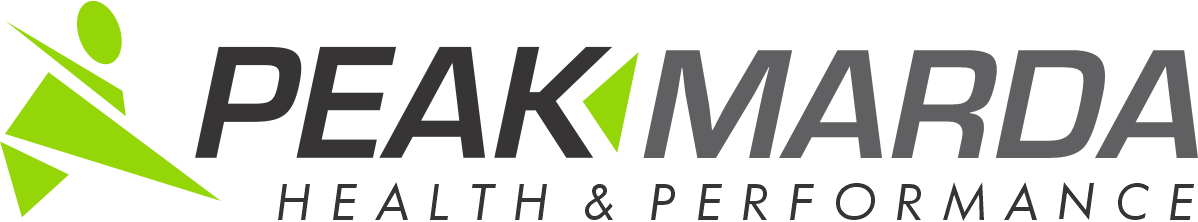 PEAK MARDA
HEALTH & PERFORMANCE